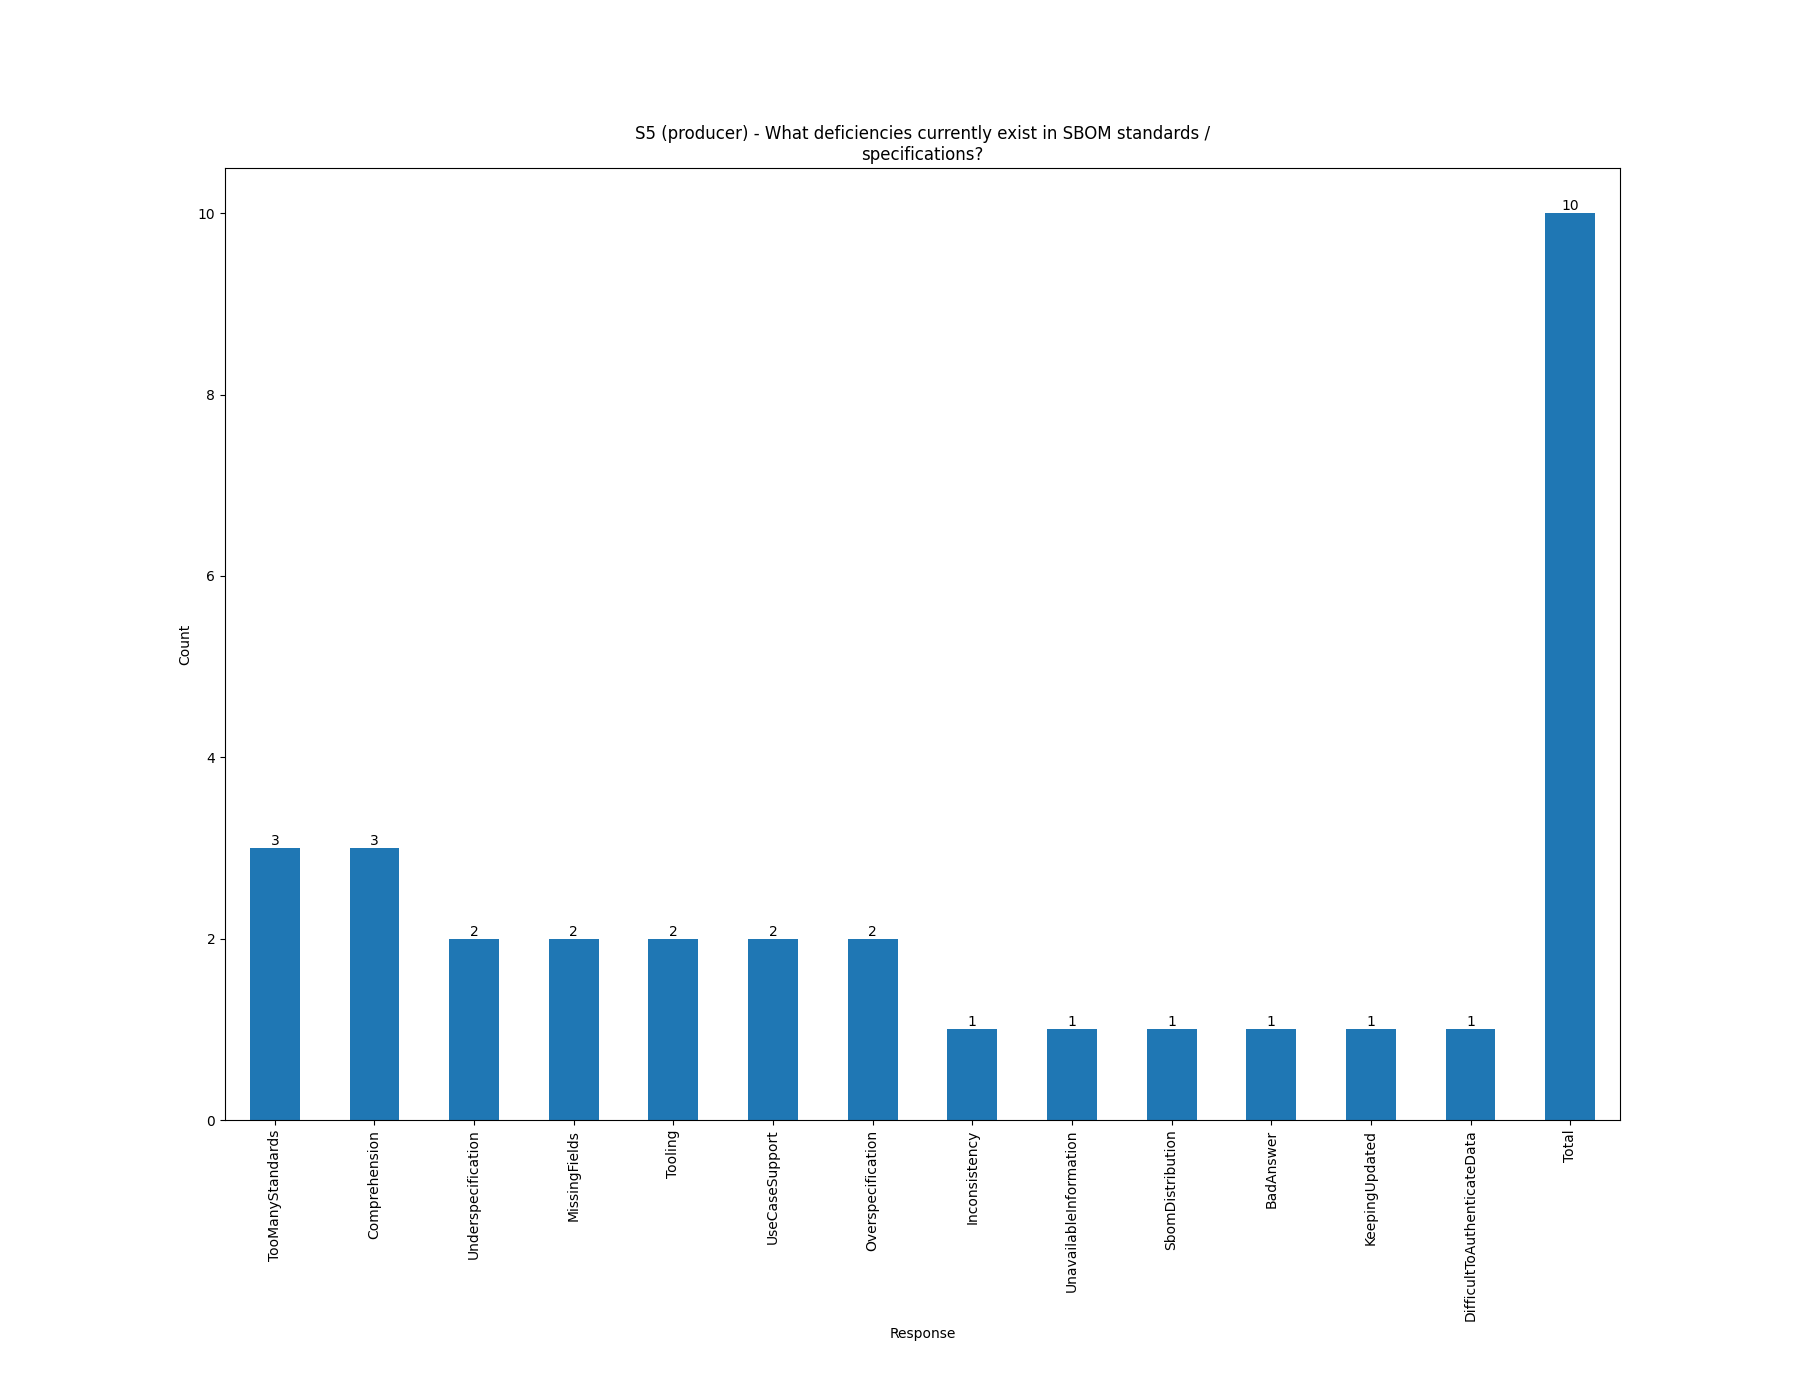 S5 (producer) - What deficiencies currently exist in SBOM standards /
specifications?
Count
10
8
6
4
2
0
3
3
2
2
2
2
2
1
1
1
1
1
1
10
TooManyStandards
Comprehension
Underspecification
MissingFields
Tooling
UseCaseSupport
Overspecification
Inconsistency
UnavailableInformation
SbomDistribution
BadAnswer
KeepingUpdated
DifficultToAuthenticateData
Total
Response